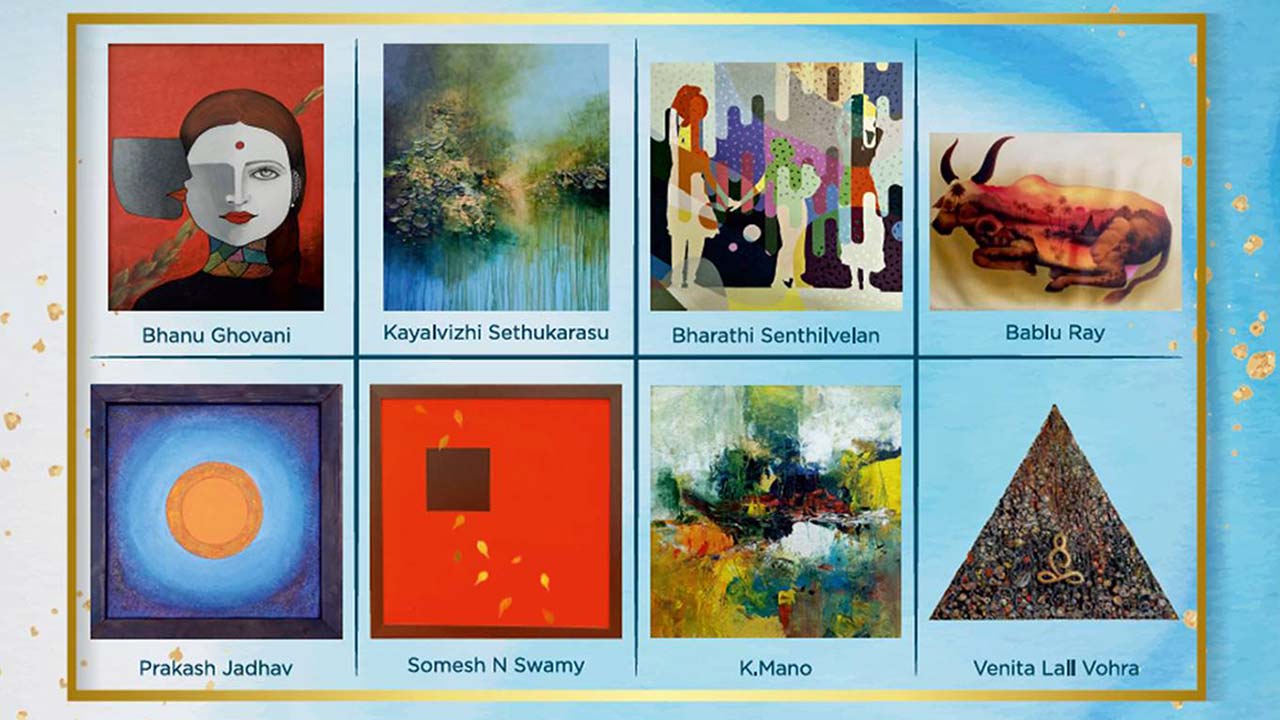 Bhanu Ghovani
Kayalvizhi Sethukarasu
Bharathi Senthilvelan
Bablu Ray
Prakash Jadhav
Somesh N Swamy
K.Mano
Venita Lall Vohra